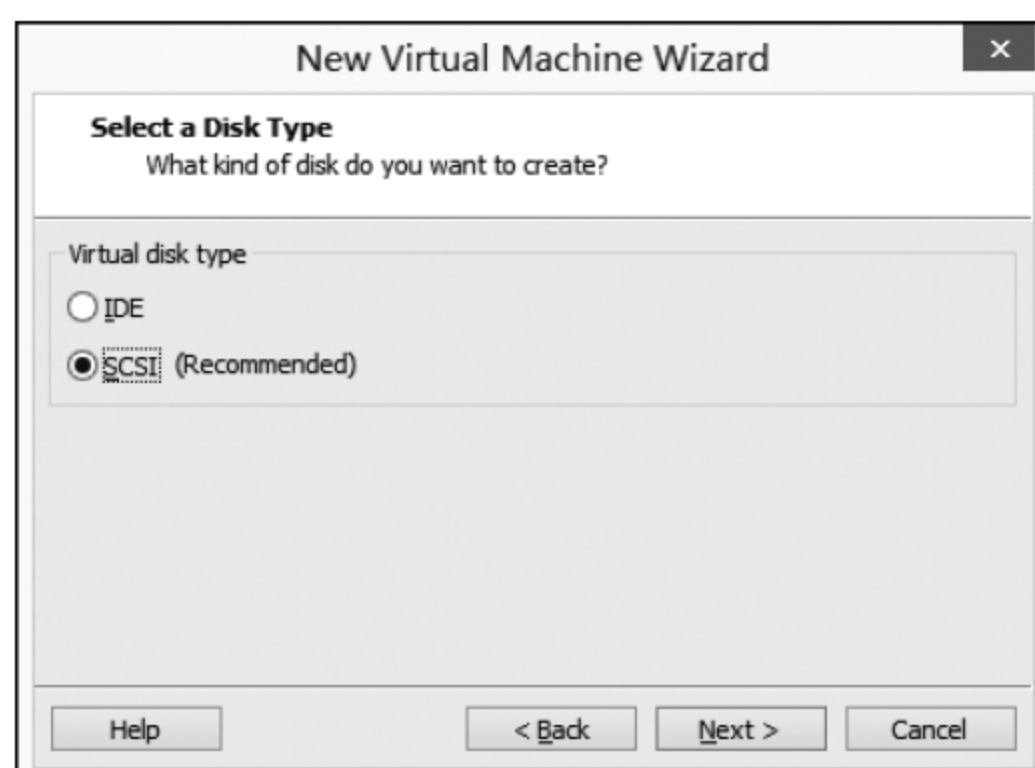 New Virtual Machine Wizard
×
Select a Disk Type
What kind of disk do you want to create?
Virtual disk type
IDE
SCSI (Recommended)
Help < Back Next > Cancel